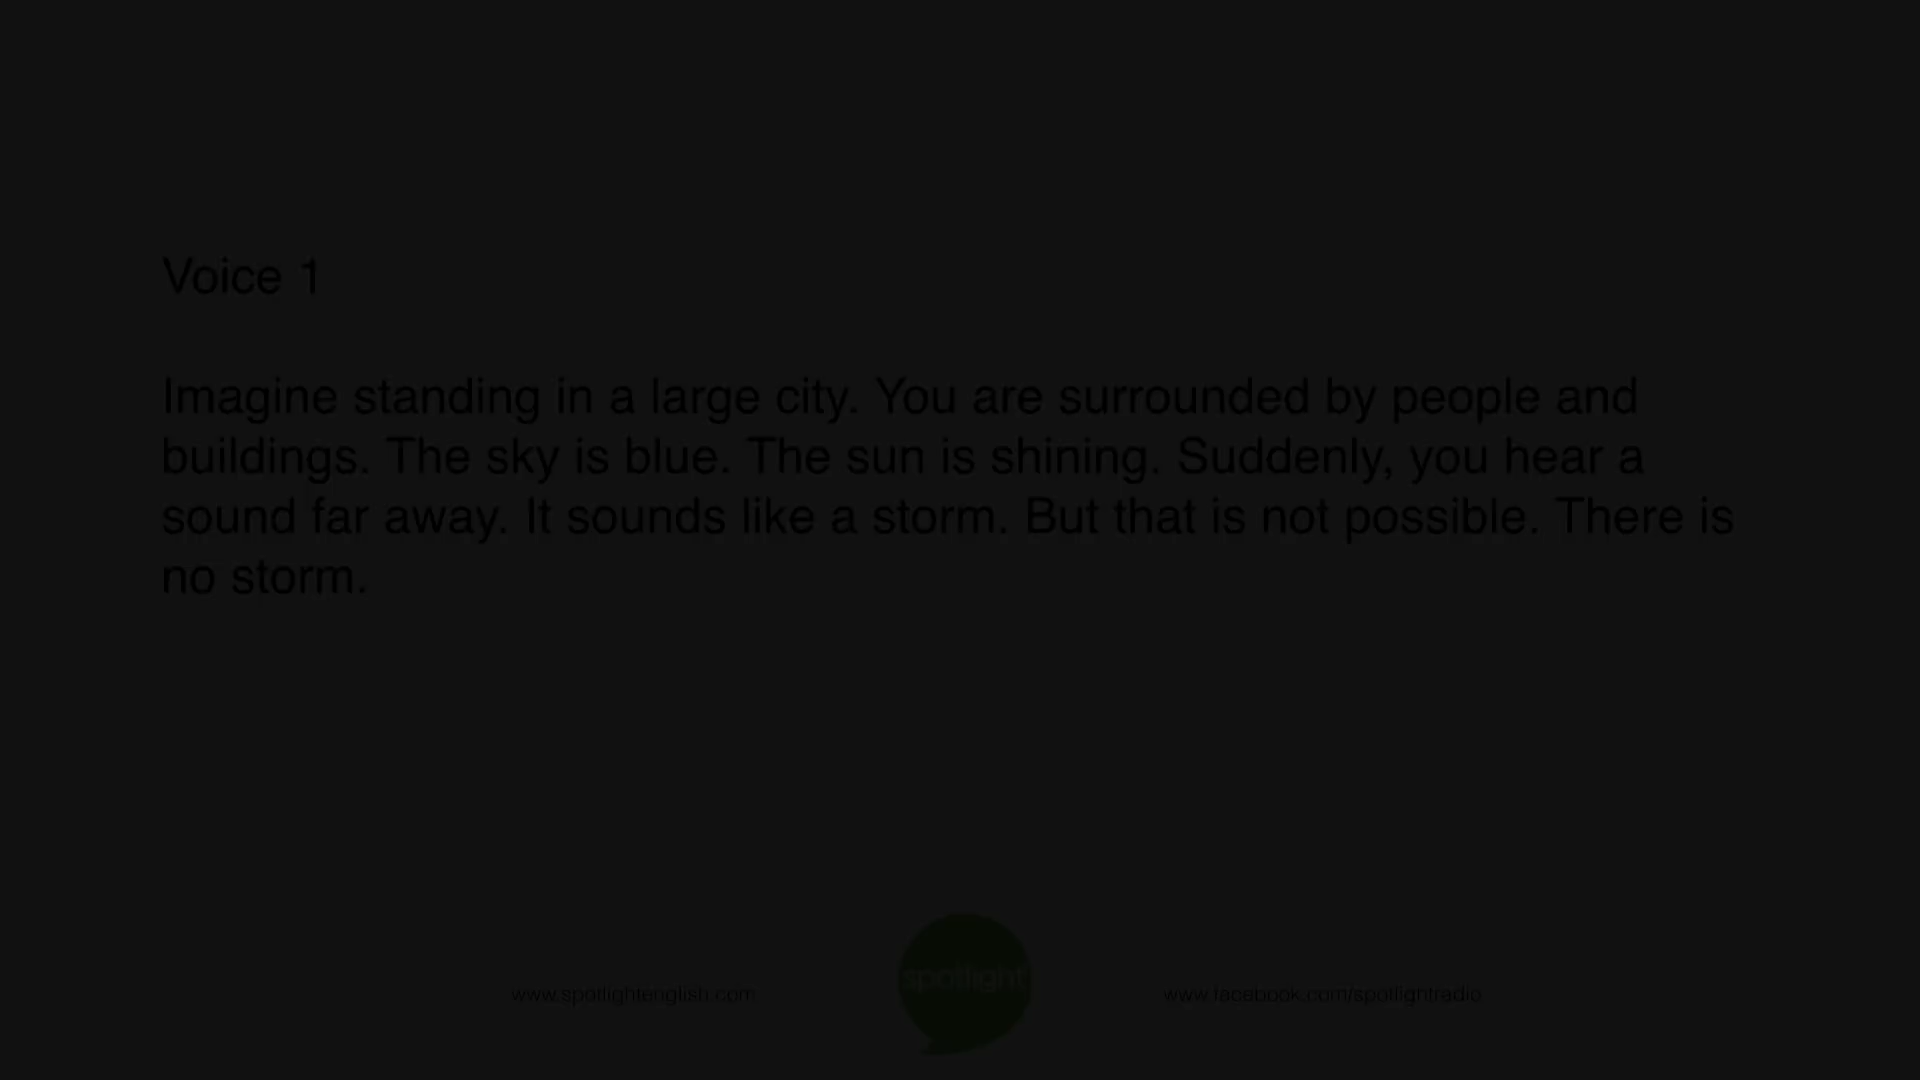 Voice 1
Imagine standing in a large city. You are surrounded by people and
buildings. The sky is blue. The sun is shining. Suddenly, you hear a
sound far away. It sounds like a storm. But that is not possible. There is
no storm.
spotlight
www.spotlightenglish.com
www.facebook.com/spotlightradio